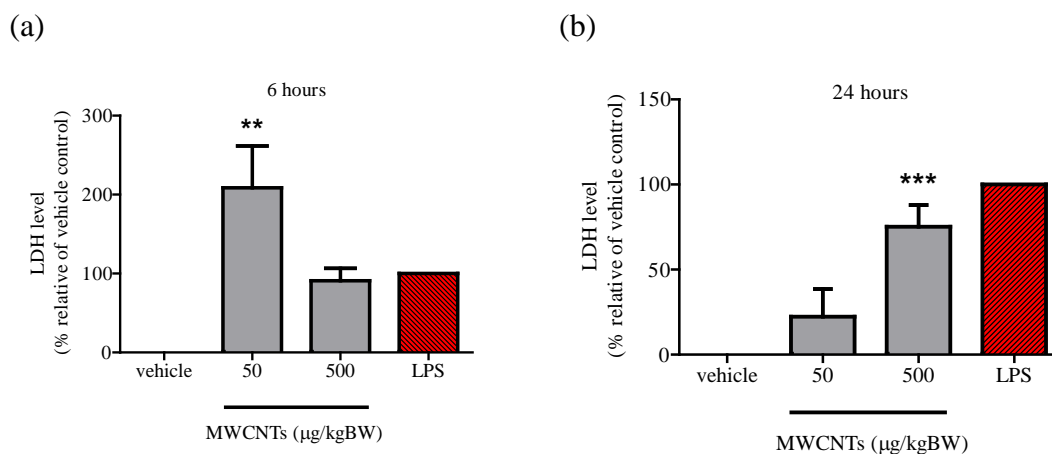 (a)
6 hours
LDH level
(% relative of vehicle control)
300
200
100
0
**
vehicle 50 500 LPS
MWCNTs (µg/kgBW)
(b)
24 hours
LDH level
(% relative of vehicle control)
150
100
50
0
***
vehicle 50 500 LPS
MWCNTs (µg/kgBW)